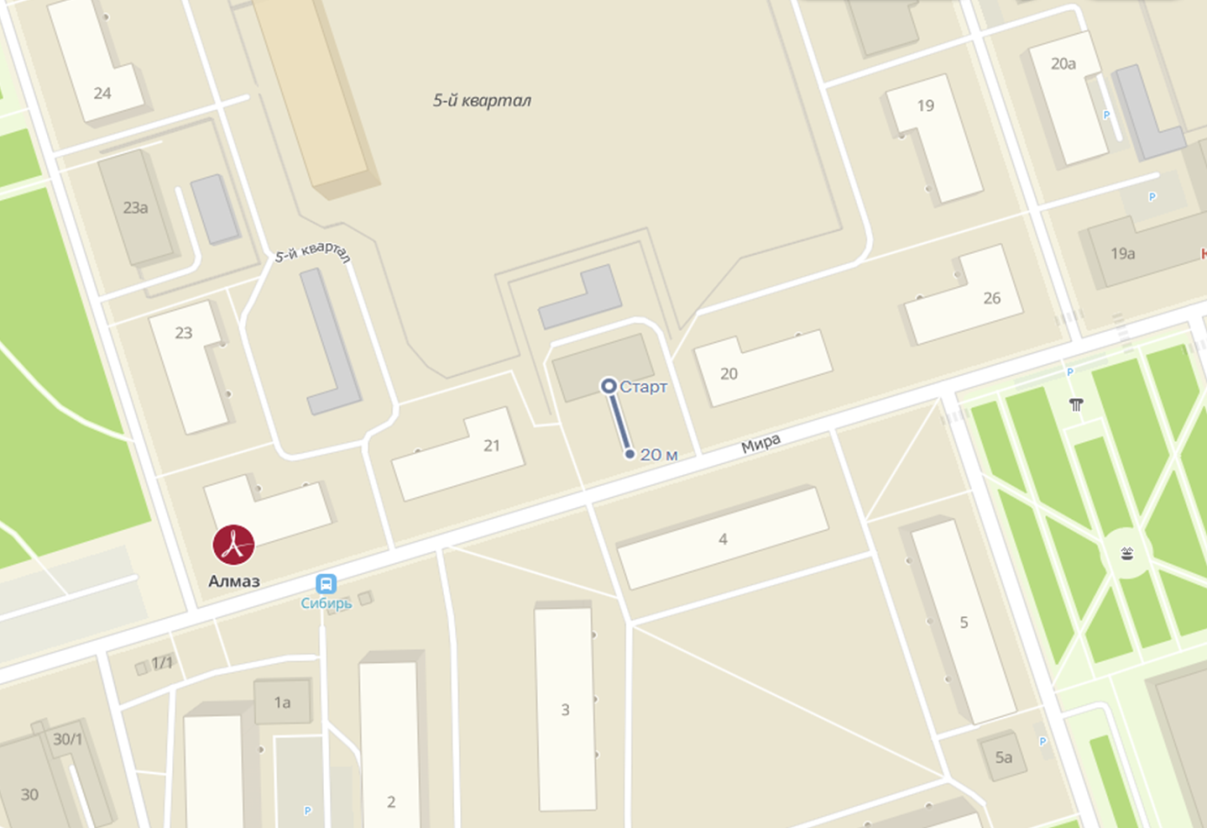 20а
24
5-й квартал
19
Р
Р
23а
5-й квартал
19а
К
26
23
20
Р
Старт
21
Мира
20 м
4
Алмаз
Сибирь
5
1/1
1а
3
30/1
Р
5а
30
2
Р